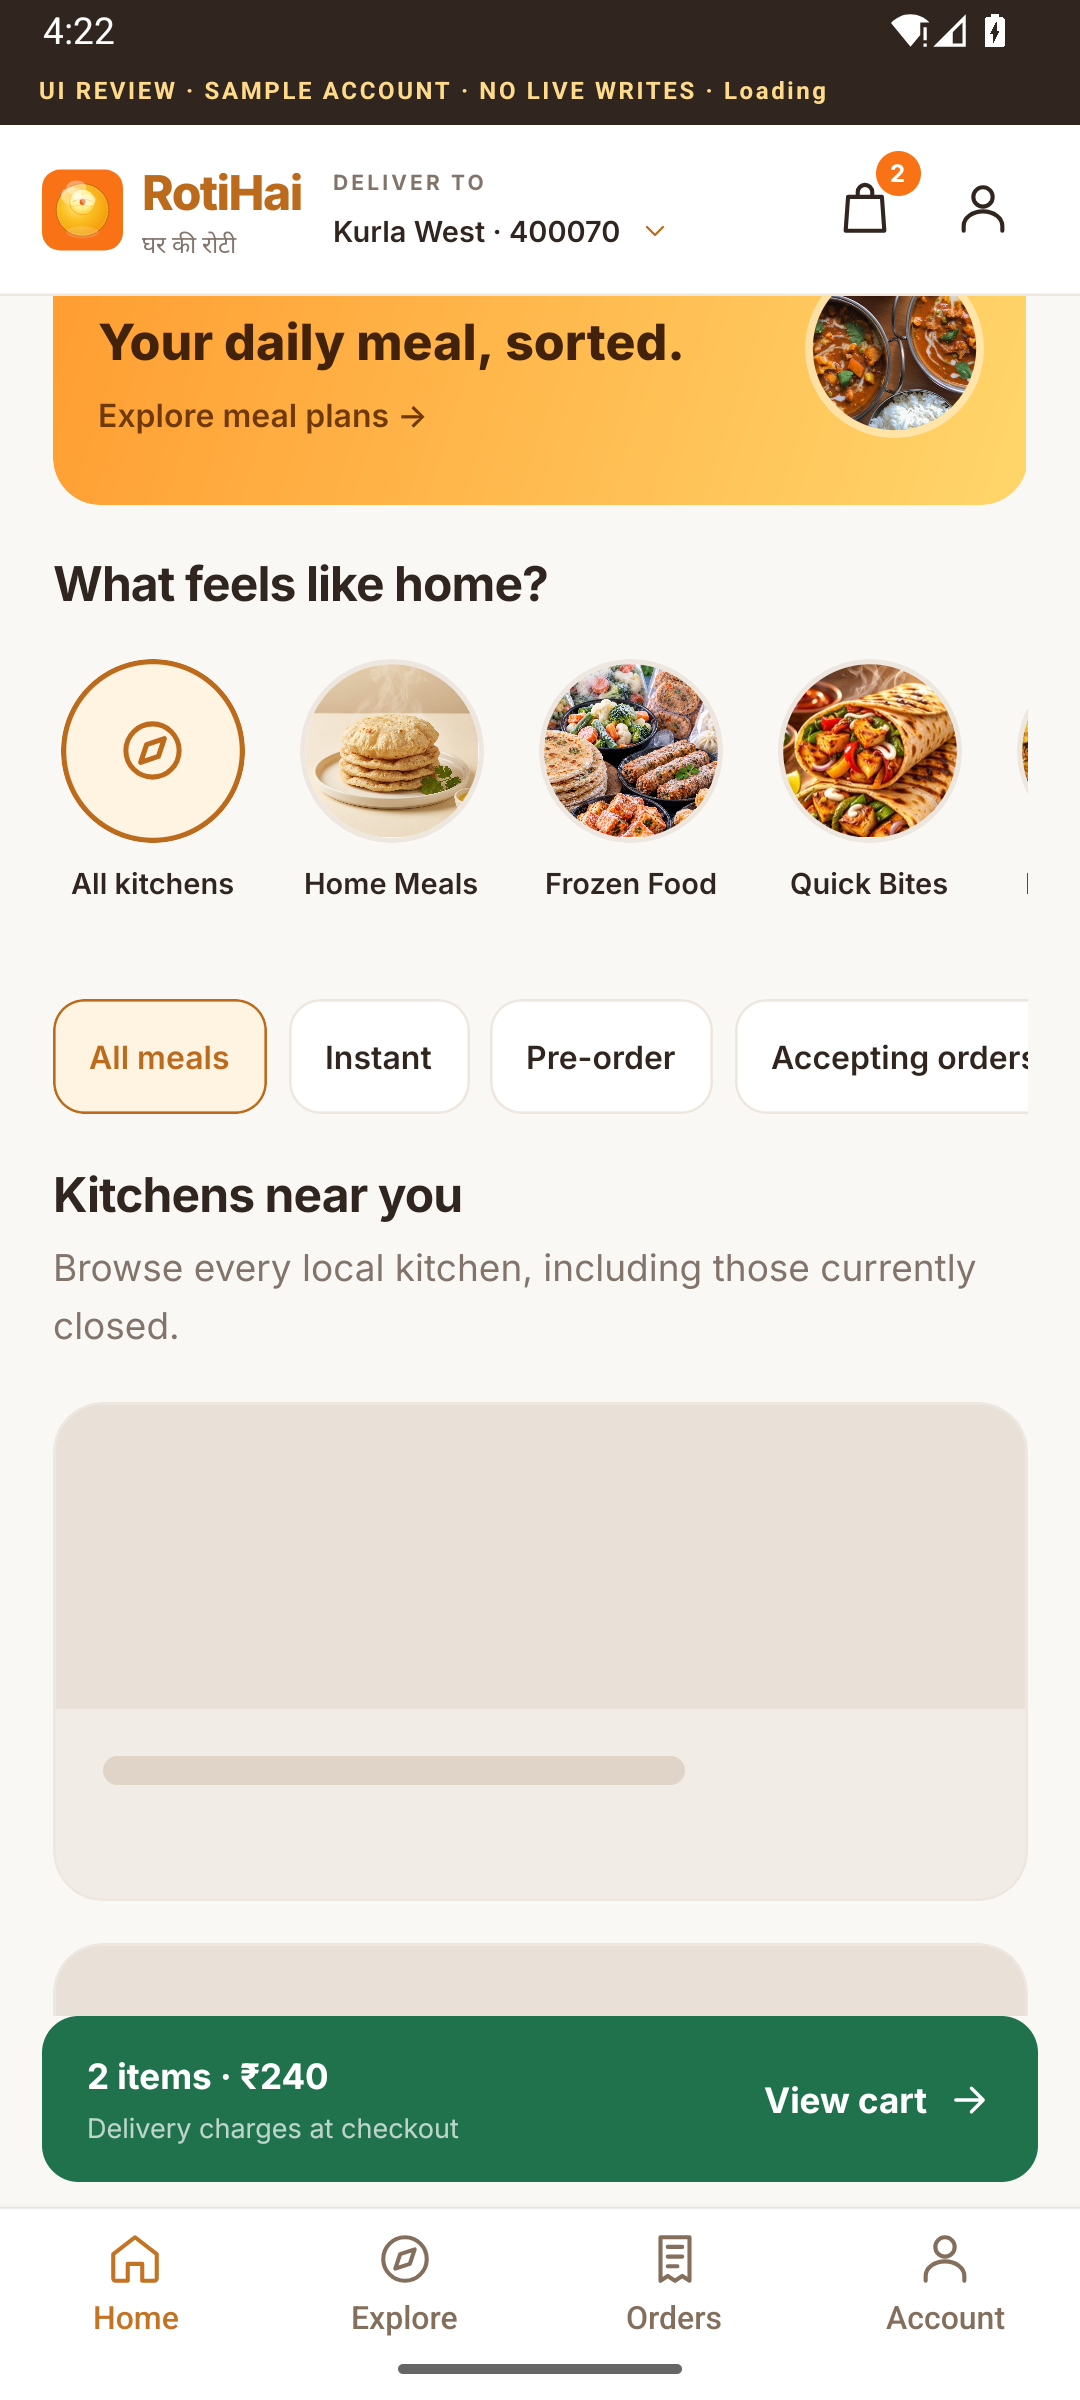 4:22
UI REVIEW · SAMPLE ACCOUNT · NO LIVE WRITES · Loading
RotiHai
घर की रोटी
DELIVER TO
Kurla West · 400070
2
Your daily meal, sorted.
Explore meal plans →
What feels like home?
All kitchens
Home Meals
Frozen Food
Quick Bites
All meals
Instant
Pre-order
Accepting orders
Kitchens near you
Browse every local kitchen, including those currently
closed.
2 items · ₹240
Delivery charges at checkout
View cart →
Home
Explore
Orders
Account